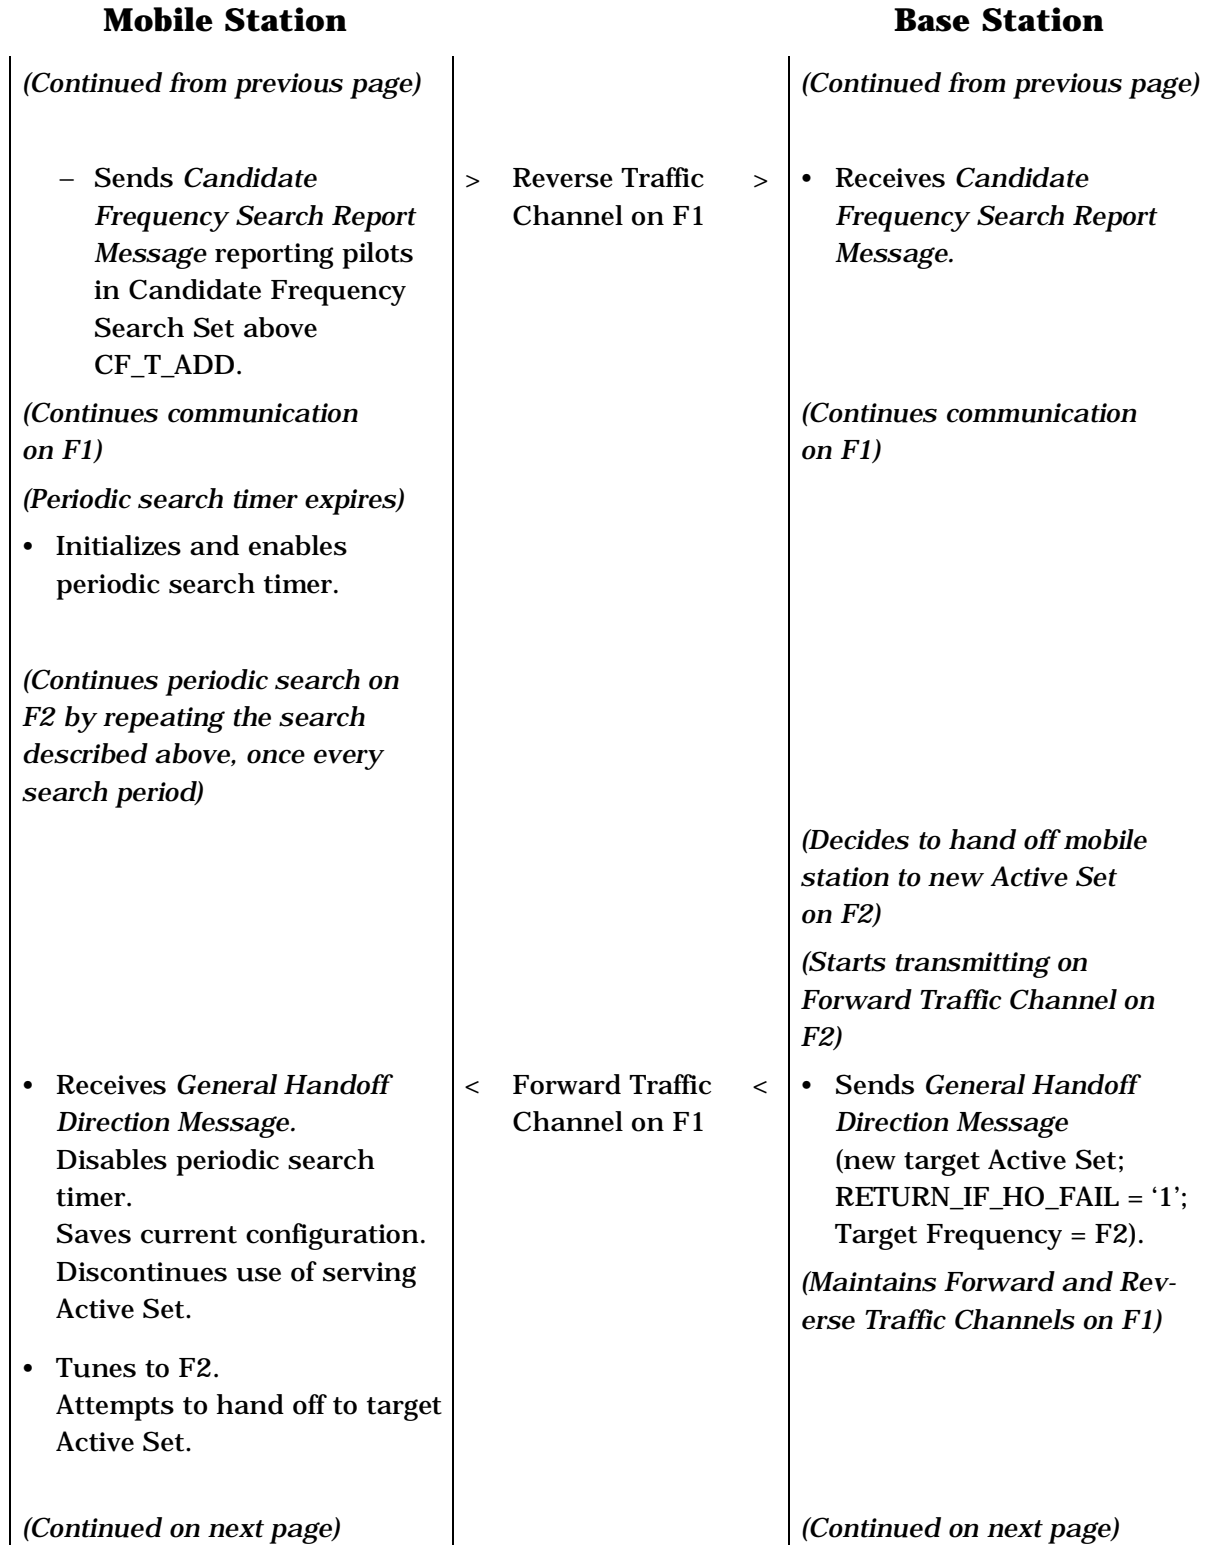 Mobile Station
Base Station
(Continued from previous page)
(Continued from previous page)
– Sends Candidate
Frequency Search Report
Message reporting pilots
in Candidate Frequency
Search Set above
CF_T_ADD.
> Reverse Traffic >
Channel on F1
• Receives Candidate
Frequency Search Report
Message.
(Continues communication
on F1)
(Continues communication
on F1)
(Periodic search timer expires)
• Initializes and enables
periodic search timer.
(Continues periodic search on
F2 by repeating the search
described above, once every
search period)
(Decides to hand off mobile
station to new Active Set
on F2)
(Starts transmitting on
Forward Traffic Channel on
F2)
• Receives General Handoff
Direction Message.
Disables periodic search
timer.
Saves current configuration.
Discontinues use of serving
Active Set.
< Forward Traffic <
Channel on F1
• Sends General Handoff
Direction Message
(new target Active Set;
RETURN_IF_HO_FAIL = ‘1’;
Target Frequency = F2).
(Maintains Forward and Rev-
erse Traffic Channels on F1)
• Tunes to F2.
Attempts to hand off to target
Active Set.
(Continued on next page)
(Continued on next page)